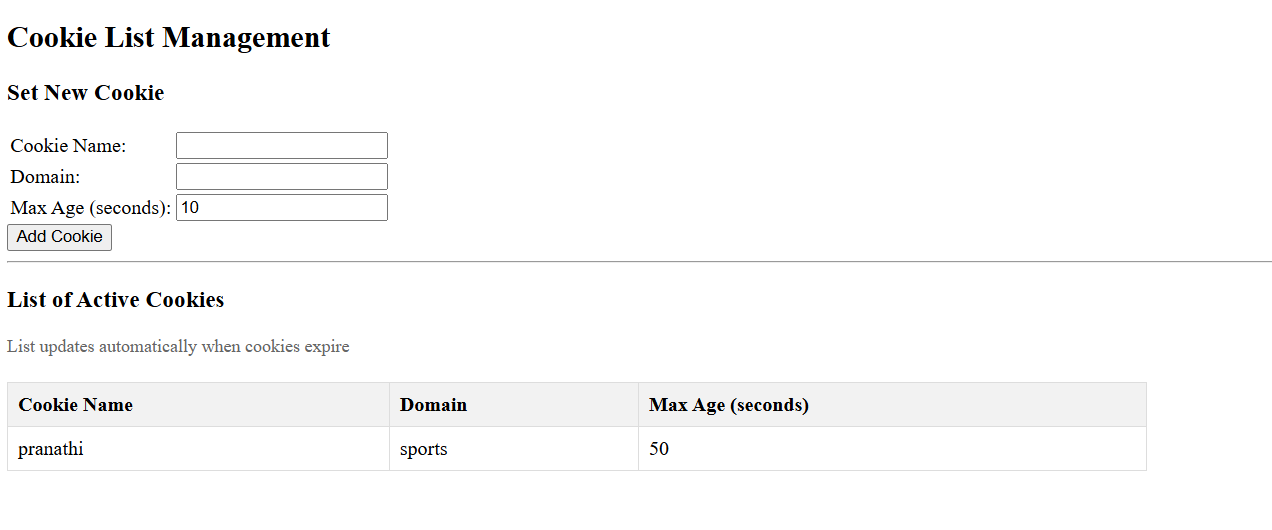 Cookie List Management
Set New Cookie
Cookie Name:
Domain:
Max Age (seconds): 10
Add Cookie
List of Active Cookies
List updates automatically when cookies expire
Cookie Name Domain Max Age (seconds)
pranathi sports 50